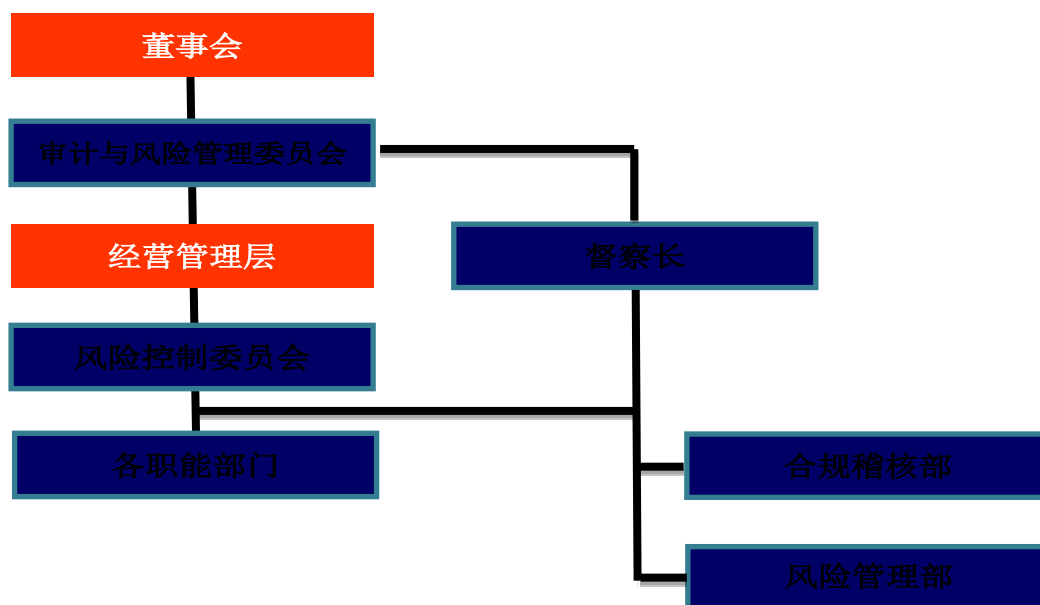 董事会
审计与风险管理委员会
经营管理层
督察长
风险控制委员会
各职能部门
合规稽核部
风险管理部